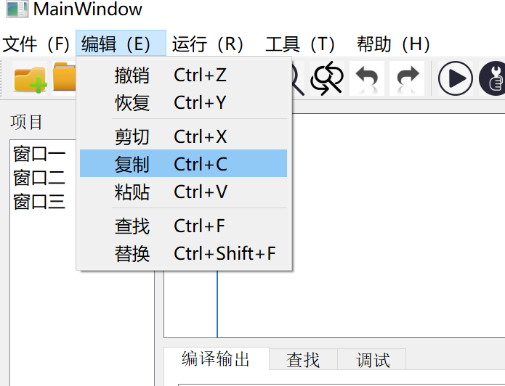 MainWindow
文件（F） 编辑（E） 运行（R） 工具（T） 帮助（H）
撤销 Ctrl+Z
恢复 Ctrl+Y
剪切 Ctrl+X
复制 Ctrl+C
粘贴 Ctrl+V
查找 Ctrl+F
替换 Ctrl+Shift+F
项目
窗口一
窗口二
窗口三
编译输出 查找 调试